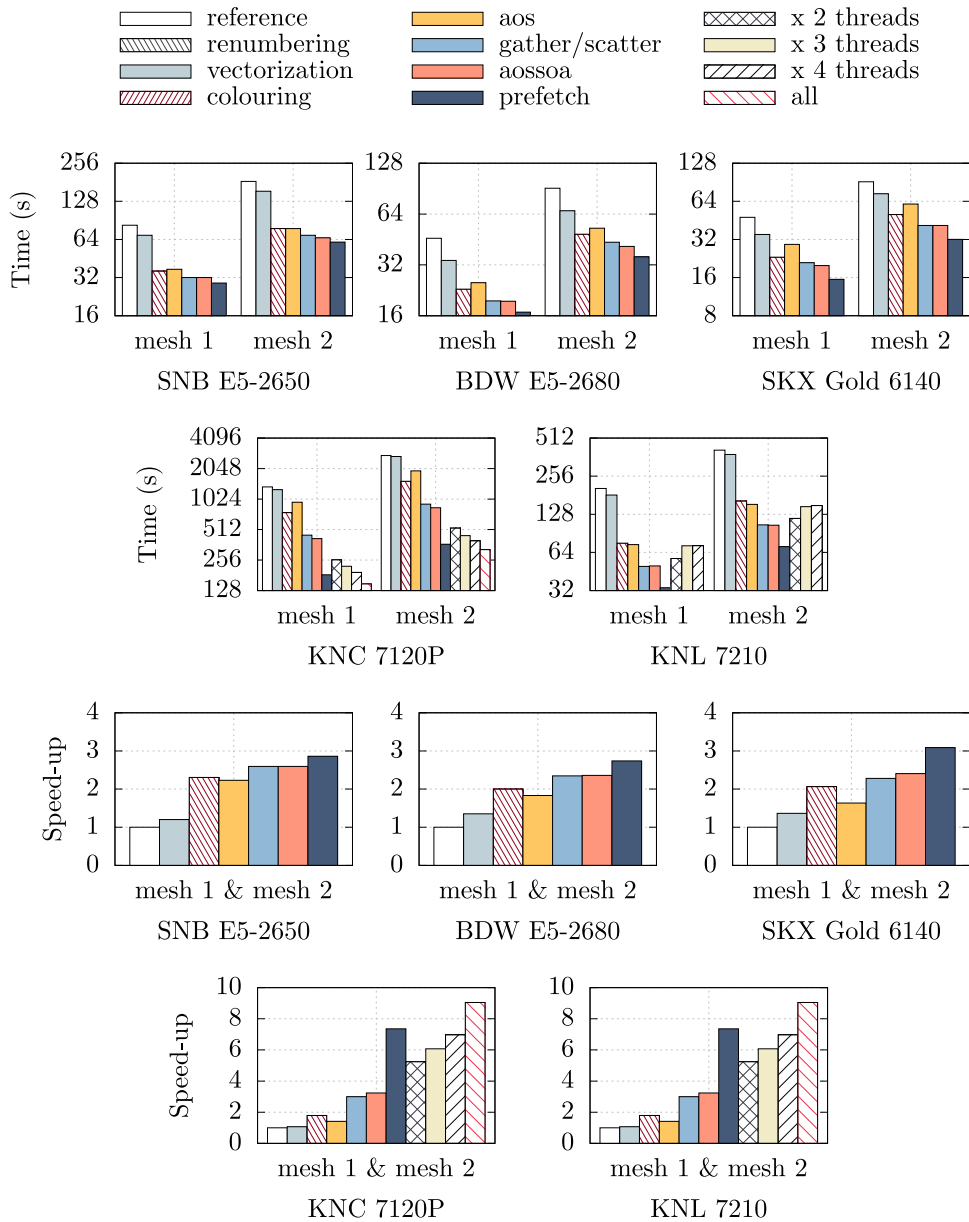 reference aos x 2 threads
renumbering gather/scatter x 3 threads
vectorization aossoa x 4 threads
colouring prefetch all
Time (s)
256
128
64
32
16
mesh 1 mesh 2
SNB E5-2650
128
64
32
16
mesh 1 mesh 2
BDW E5-2680
128
64
32
16
8
mesh 1 mesh 2
SKX Gold 6140
Time (s)
4096
2048
1024
512
256
128
mesh 1 mesh 2
KNC 7120P
512
256
128
64
32
mesh 1 mesh 2
KNL 7210
Speed-up
4
3
2
1
0
mesh 1 & mesh 2
SNB E5-2650
4
3
2
1
0
mesh 1 & mesh 2
BDW E5-2680
4
3
2
1
0
mesh 1 & mesh 2
SKX Gold 6140
Speed-up
10
8
6
4
2
0
mesh 1 & mesh 2
KNC 7120P
10
8
6
4
2
0
mesh 1 & mesh 2
KNL 7210